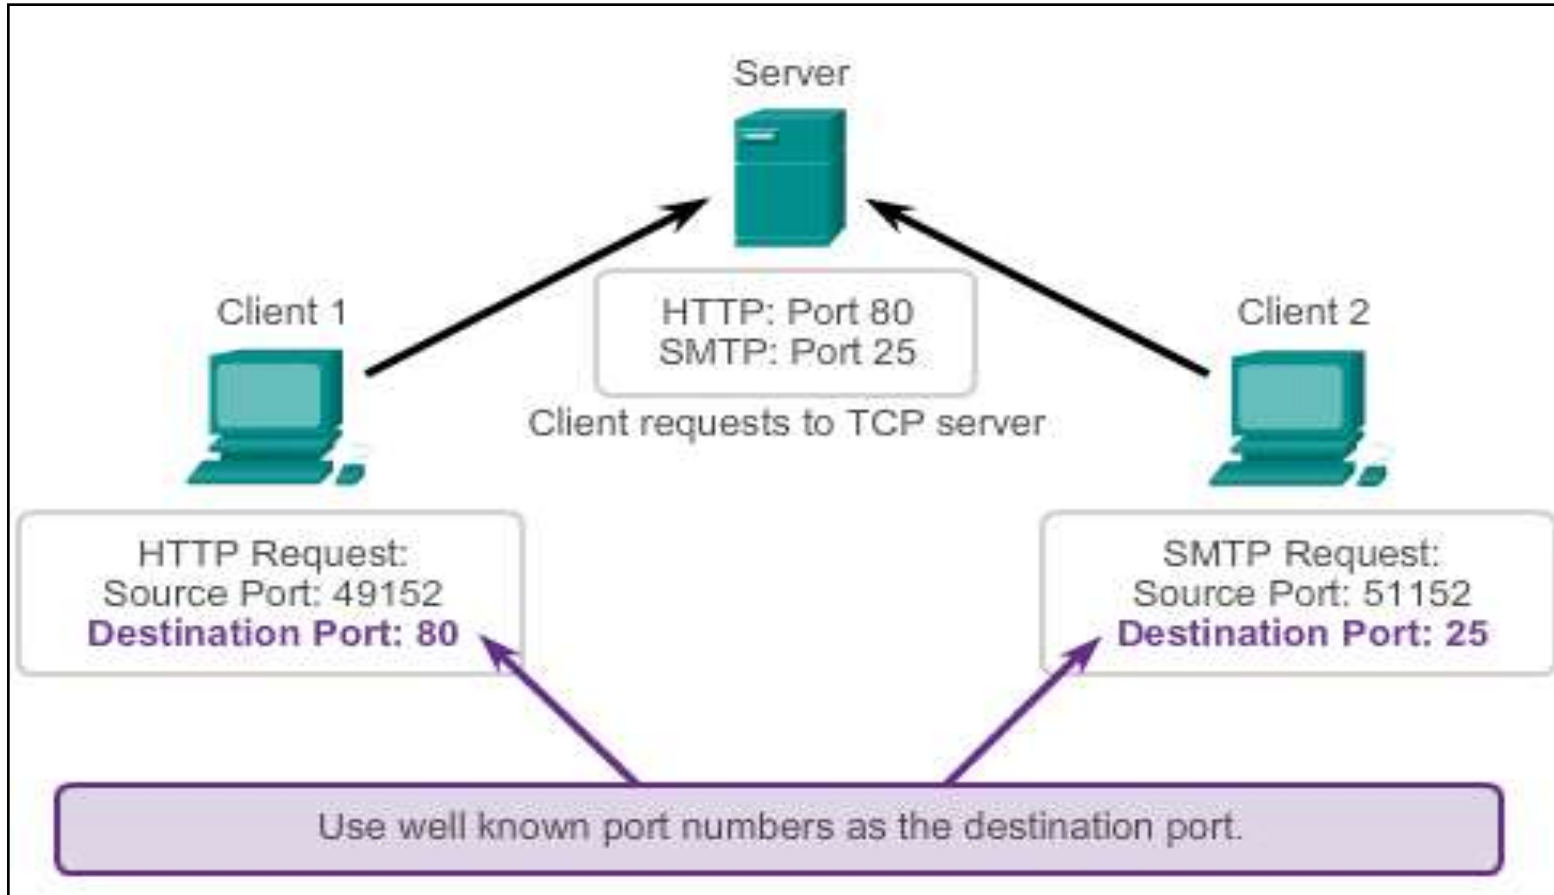 Server
HTTP: Port 80
SMTP: Port 25
Client requests to TCP server
Client 1
HTTP Request:
Source Port: 49152
Destination Port: 80
Client 2
SMTP Request:
Source Port: 51152
Destination Port: 25
Use well known port numbers as the destination port.